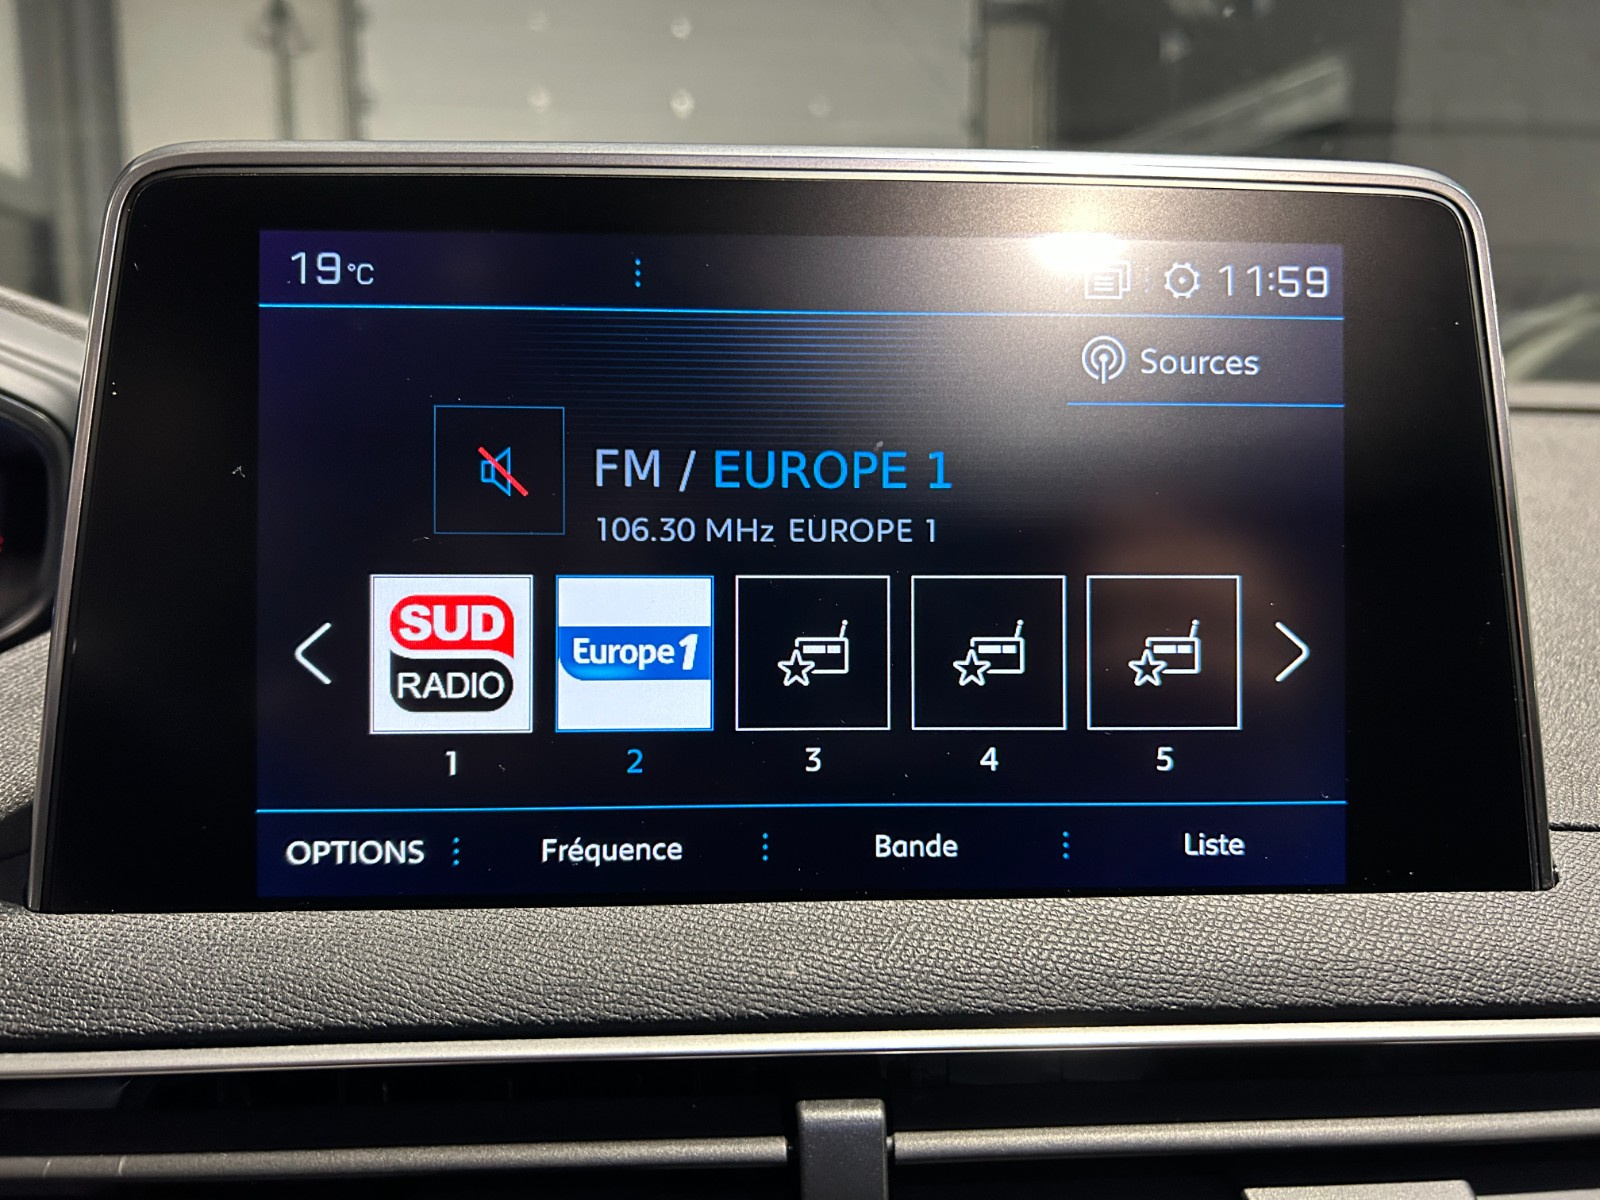 19°C
11:59
Sources
FM / EUROPE 1
106.30 MHz EUROPE 1
SUD
RADIO
Europe 1
1
2
3
4
5
OPTIONS
Fréquence
Bande
Liste